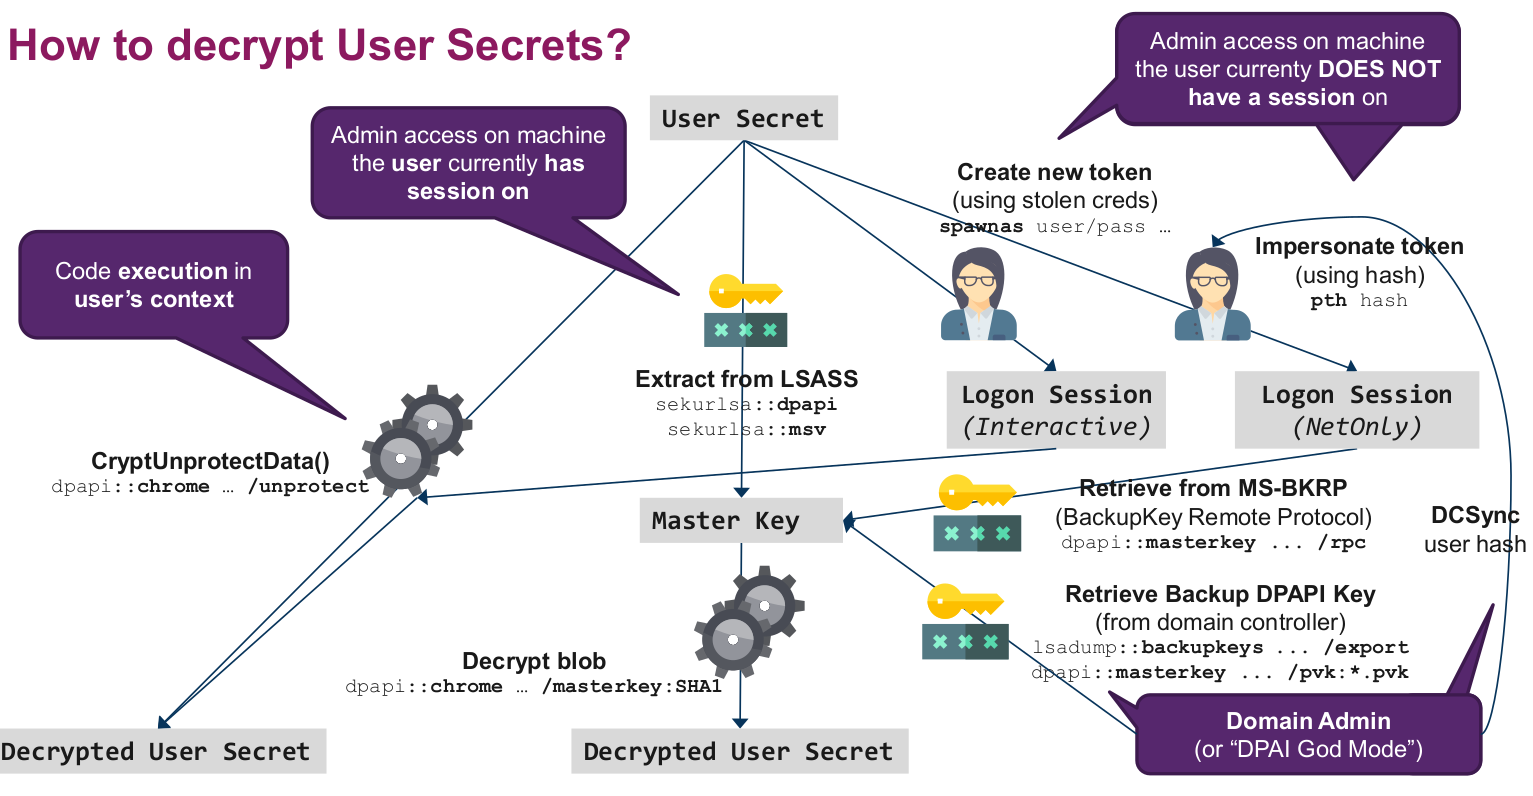 How to decrypt User Secrets?
Admin access on machine
the user currenty DOES NOT
have a session on
User Secret
Admin access on machine
the user currently has
session on
Create new token
(using stolen creds)
spawnas user/pass …
Code execution in
user's context
Impersonate token
(using hash)
pth hash
Extract from LSASS
sekurlsa::dpapi
sekurlsa::msv
Logon Session
(Interactive)
Logon Session
(NetOnly)
CryptUnprotectData()
dpapi::chrome … /unprotect
Master Key
Retrieve from MS-BKRP
(BackupKey Remote Protocol)
dpapi::masterkey ... /rpc
DCSync
user hash
Retrieve Backup DPAPI Key
(from domain controller)
lsadump::backupkeys ... /export
dpapi::masterkey ... /pvk:*.pvk
Decrypt blob
dpapi::chrome … /masterkey:SHA1
Domain Admin
(or “DPAI God Mode”)
Decrypted User Secret
Decrypted User Secret